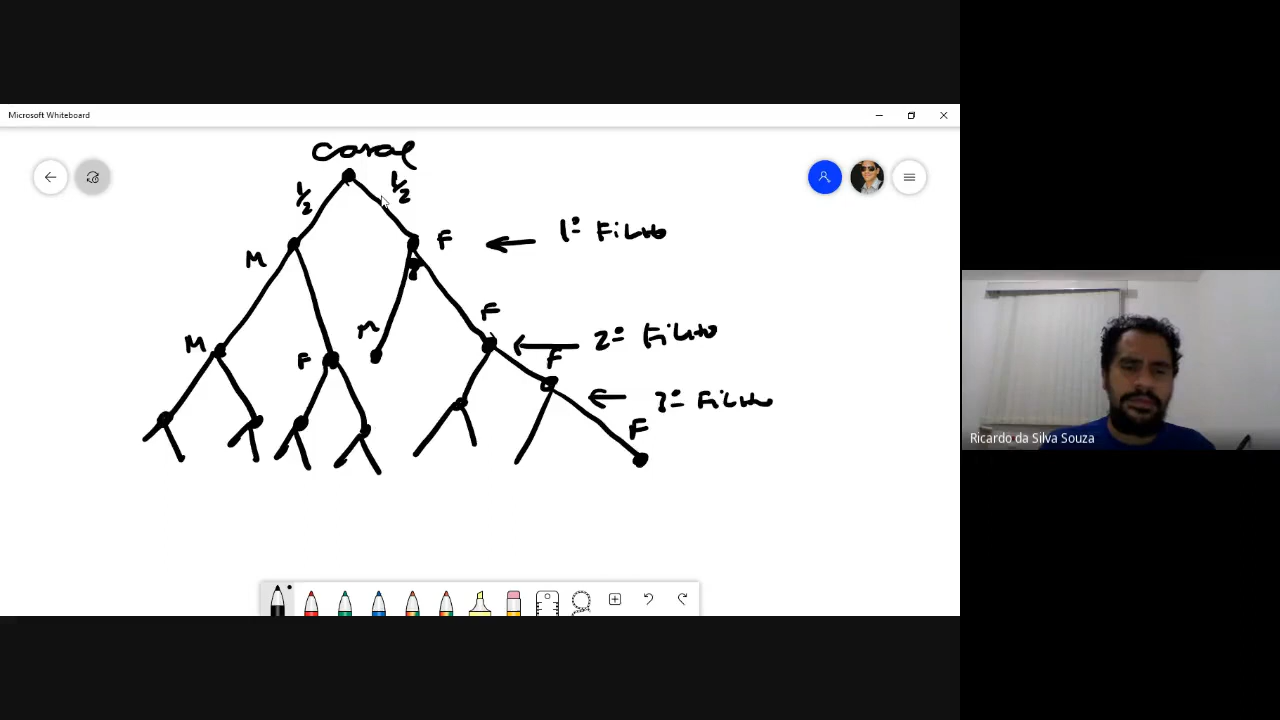 Microsoft Whiteboard
Casal
1/2 1/2
M F 1º Filho
M F M F 2º Filho
F 3º Filho
F
Ricardo da Silva Souza